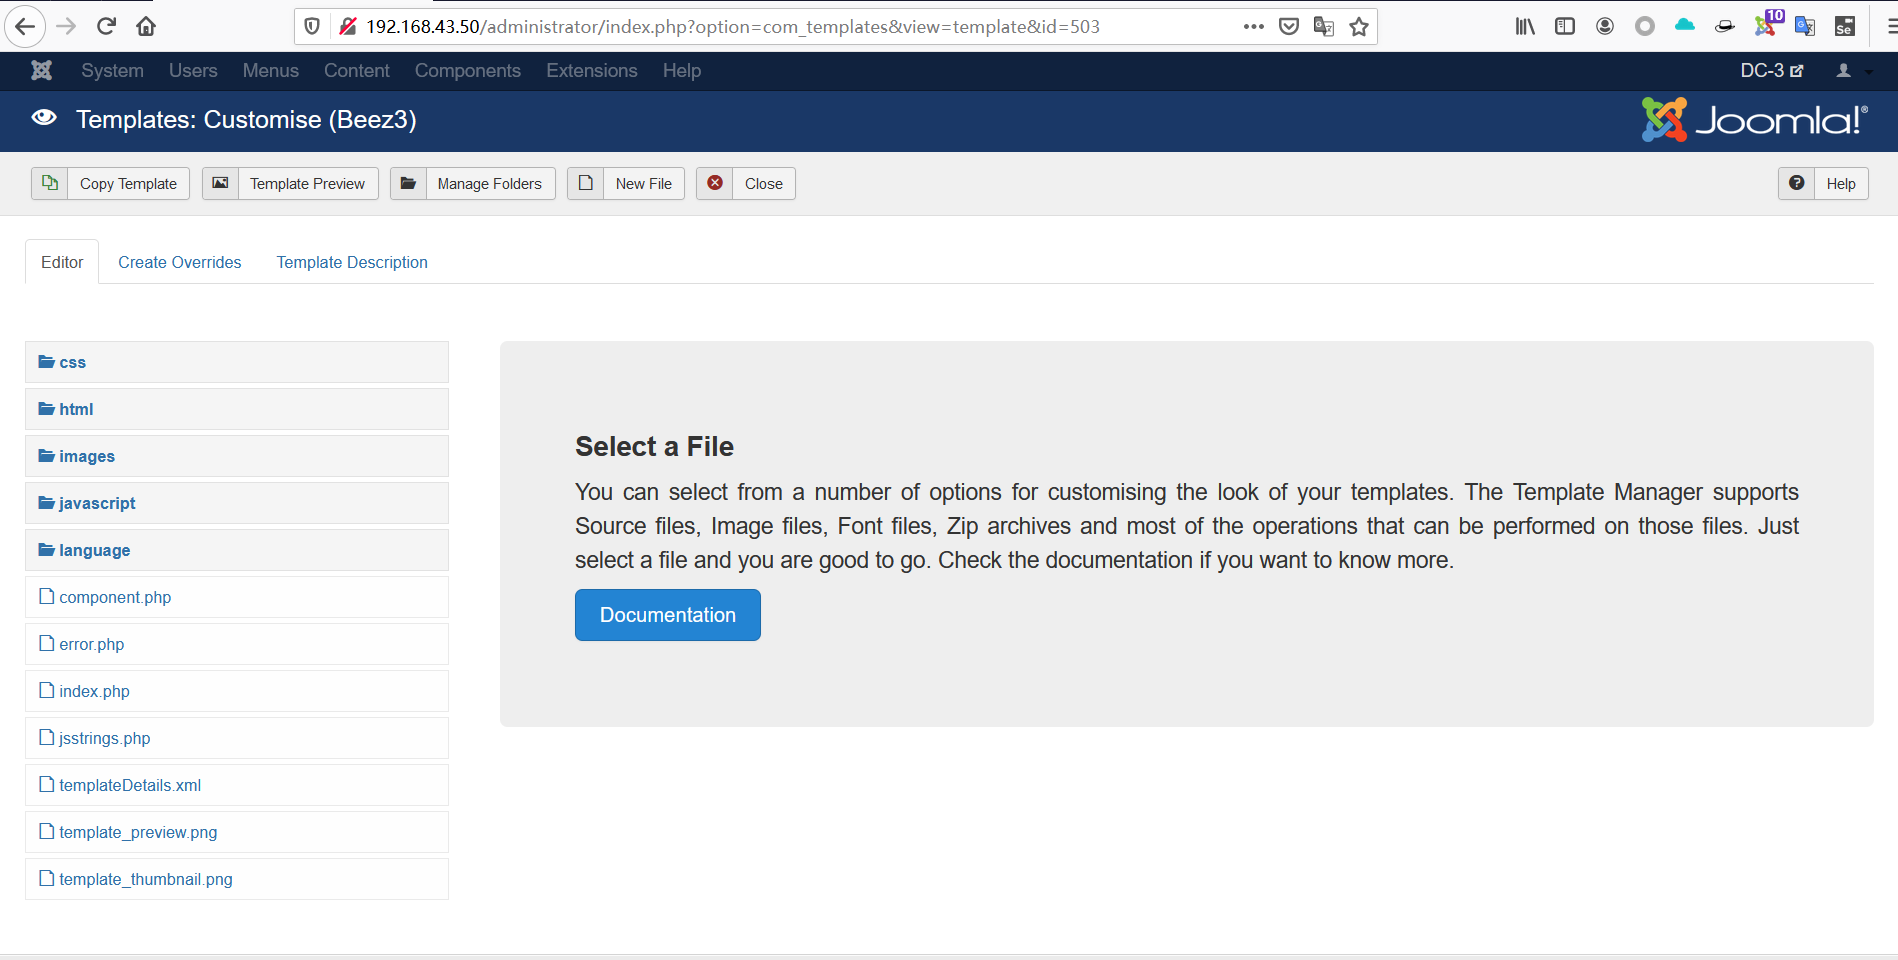 192.168.43.50/administrator/index.php?option=com_templates&view=template&id=503
10
Se
System Users Menus Content Components Extensions Help
DC-3
Templates: Customise (Beez3)
Joomla!®
Copy Template Template Preview Manage Folders New File Close
Help
Editor Create Overrides Template Description
css
html
images
javascript
language
component.php
error.php
index.php
jsstrings.php
templateDetails.xml
template_preview.png
template_thumbnail.png
Select a File
You can select from a number of options for customising the look of your templates. The Template Manager supports
Source files, Image files, Font files, Zip archives and most of the operations that can be performed on those files. Just
select a file and you are good to go. Check the documentation if you want to know more.
Documentation